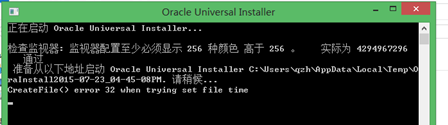 Oracle Universal Installer
正在启动 Oracle Universal Installer...
检查监视器: 监视器配置至少必须显示 256 种颜色 高于 256 。    实际为 4294967296
通过
准备从以下地址启动 Oracle Universal Installer C:\Users\qzh\AppData\Local\Temp\O
raInstall2015-07-23_04-45-08PM. 请稍候...
CreateFile() error 32 when trying set file time